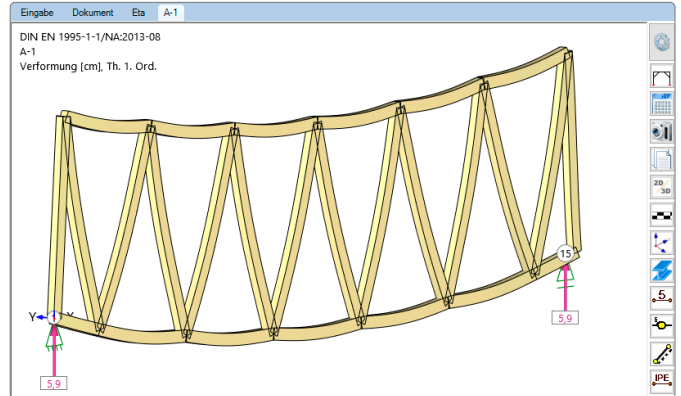 Eingabe Dokument Eta A-1
DIN EN 1995-1-1/NA:2013-08
A-1
Verformung [cm], Th. 1. Ord.
2D
3D
15
Y
5,9
5
5,9
IPE